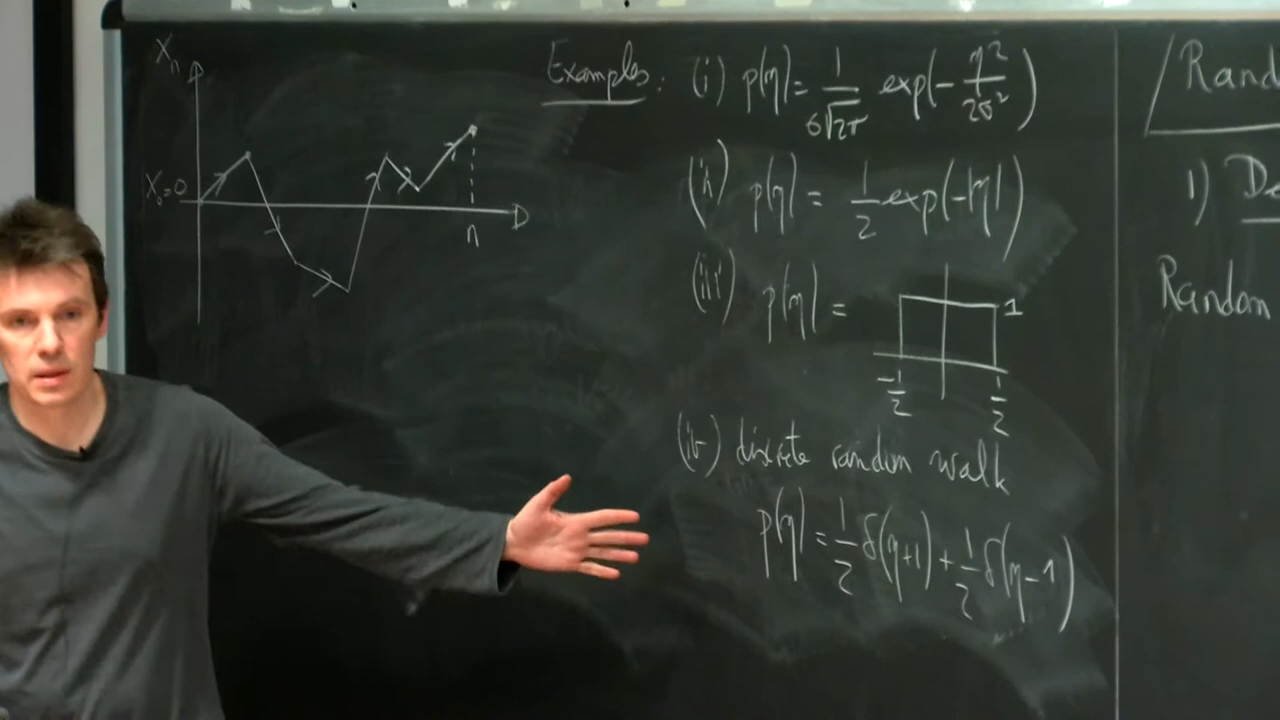 Xn
X₀=0
n
Examples: (i) p(η) = 1/(σ√2π) exp(-η²/2σ²)
(ii) p(η) = 1/2 exp(-|η|)
(iii) p(η) =
1
-1/2
1/2
(iv) discrete random walk
p(η) = 1/2 δ(η+1) + 1/2 δ(η-1)
Rand
1) De
Random